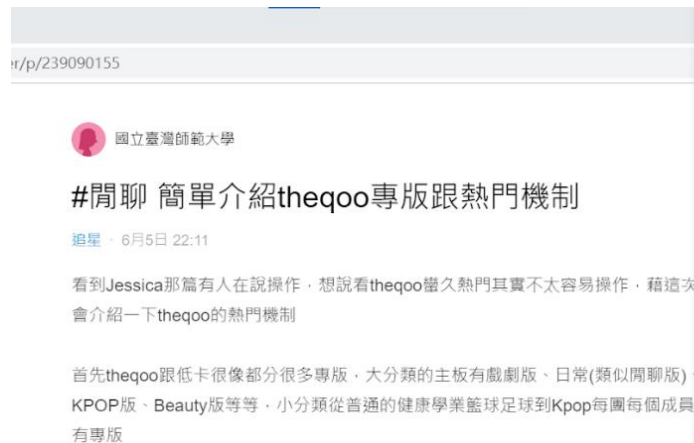 er/p/239090155
國立臺灣師範大學
#閒聊 簡單介紹theqoo專版跟熱門機制
追星 · 6月5日 22:11
看到Jessica那篇有人在說操作，想說看theqoo蠻久熱門其實不太容易操作，藉這次
會介紹一下theqoo的熱門機制
首先theqoo跟低卡很像都分很多專版，大分類的主板有戲劇版、日常(類似閒聊版)、
KPOP版、Beauty版等等，小分類從普通的健康學業籃球足球到Kpop每團每個成員
有專版